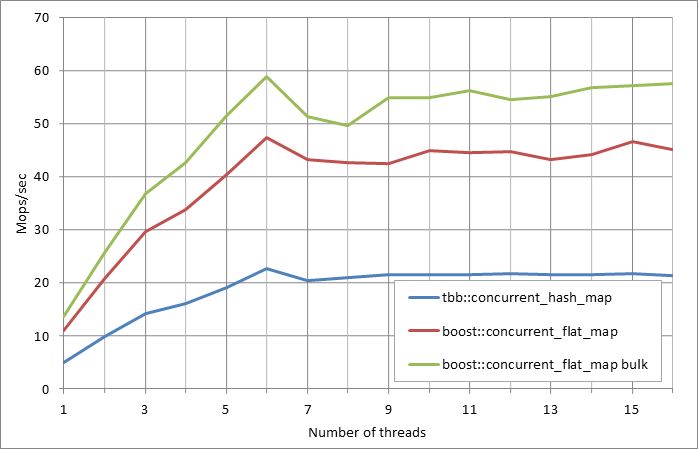 70
60
50
40
30
20
10
0
Mops/sec
tbb::concurrent_hash_map
boost::concurrent_flat_map
boost::concurrent_flat_map bulk
1 3 5 7 9 11 13 15
Number of threads